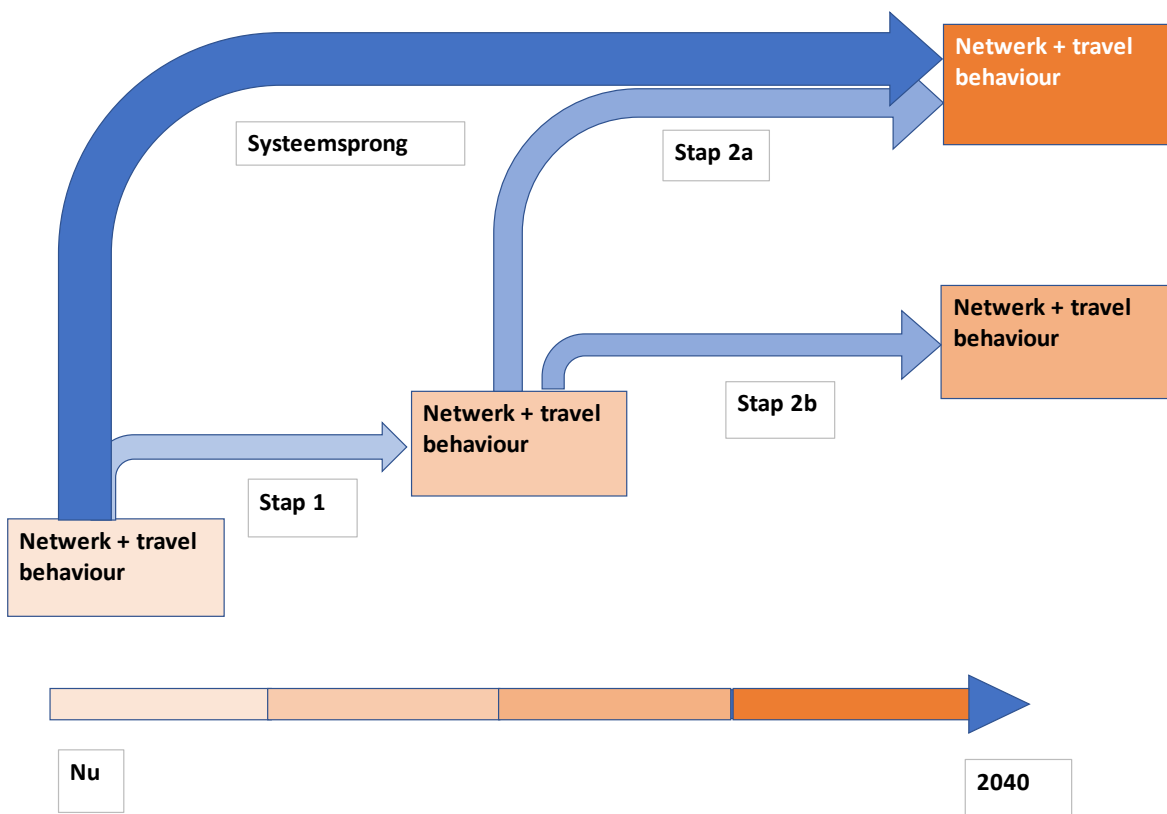 Netwerk + travel
behaviour
Systeemsprong
Stap 2a
Netwerk + travel
behaviour
Stap 2b
Netwerk + travel
behaviour
Stap 1
Netwerk + travel
behaviour
Nu
2040